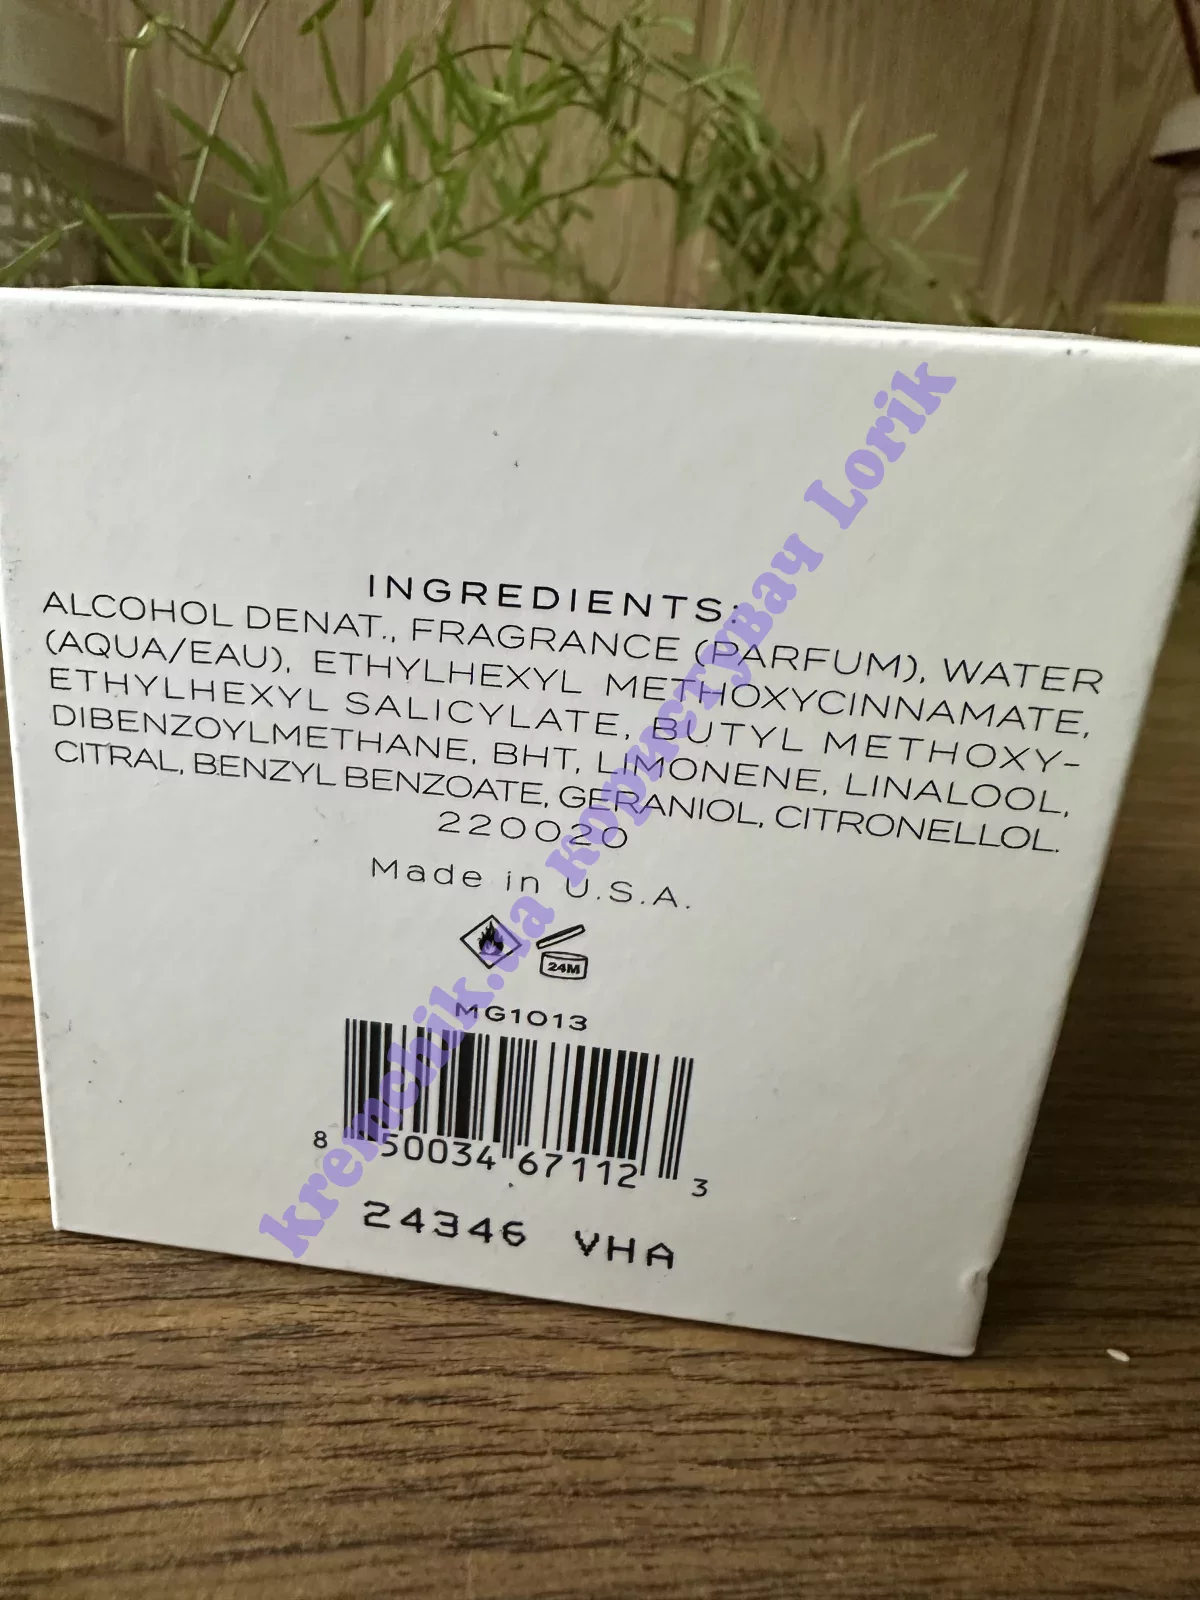 INGREDIENTS:
ALCOHOL DENAT., FRAGRANCE (PARFUM), WATER
(AQUA/EAU), ETHYLHEXYL METHOXYCINNAMATE,
ETHYLHEXYL SALICYLATE, BUTYL METHOXY-
DIBENZOYLMETHANE, BHT, LIMONENE, LINALOOL,
CITRAL, BENZYL BENZOATE, GERANIOL, CITRONELLOL.
220020
Made in U.S.A.
24M
MG1013
8 50034 67112 3
24346 VHA
kremchik.ua користувач Lorik